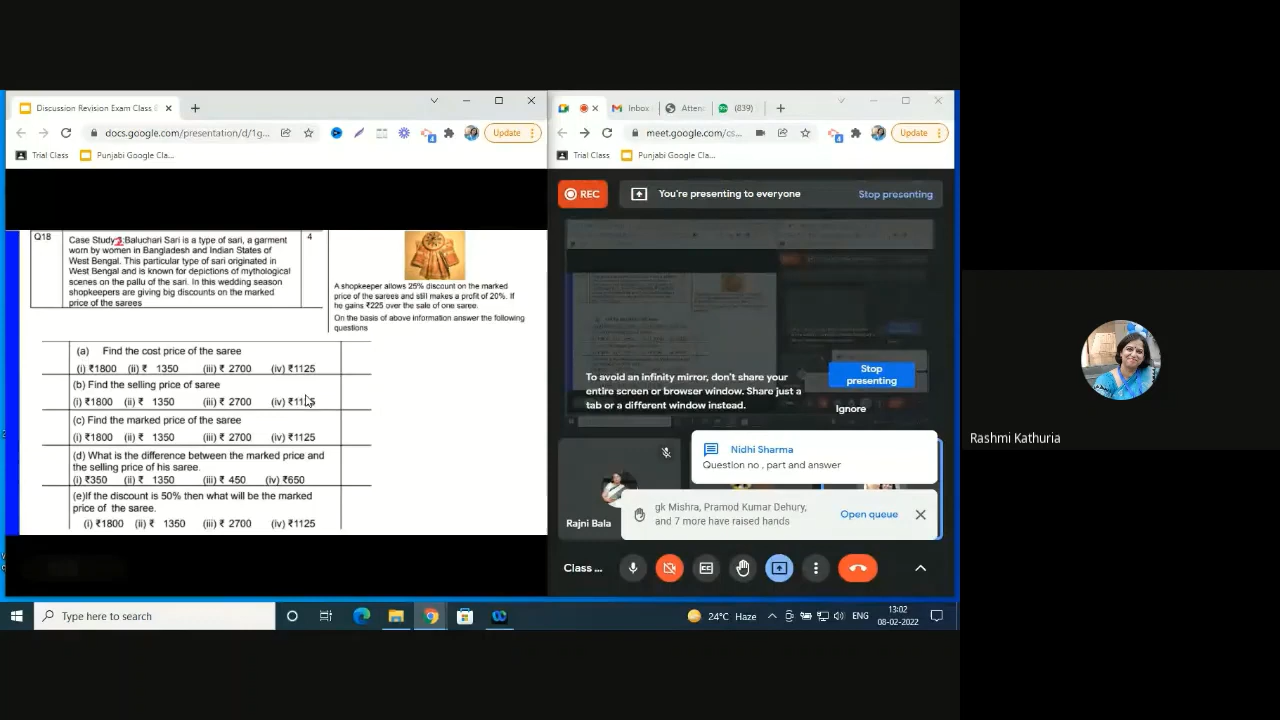 Discussion Revision Exam Class
docs.google.com/presentation/d/1g...
Update
Trial Class
Punjabi Google Cla...
Inbox
Atten
(839)
meet.google.com/cs...
Update
Trial Class
Punjabi Google Cla...
REC
You're presenting to everyone
Stop presenting
Q18
Case Study :Baluchari Sari is a type of sari, a garment
worn by women in Bangladesh and Indian States of
West Bengal. This particular type of sari originated in
West Bengal and is known for depictions of mythological
scenes on the pallu of the sari. In this wedding season
shopkeepers are giving big discounts on the marked
price of the sarees
4
A shopkeeper allows 25% discount on the marked
price of the sarees and still makes a profit of 20%. If
he gains ₹225 over the sale of one saree.
On the basis of above information answer the following
questions
(a) Find the cost price of the saree
(i) ₹1800 (ii) ₹ 1350 (iii) ₹ 2700 (iv) ₹1125
(b) Find the selling price of saree
(i) ₹1800 (ii) ₹ 1350 (iii) ₹ 2700 (iv) ₹1125
(c) Find the marked price of the saree
(i) ₹1800 (ii) ₹ 1350 (iii) ₹ 2700 (iv) ₹1125
(d) What is the difference between the marked price and
the selling price of his saree.
(i) ₹350 (ii) ₹ 1350 (iii) ₹ 450 (iv) ₹650
(e)If the discount is 50% then what will be the marked
price of the saree.
(i) ₹1800 (ii) ₹ 1350 (iii) ₹ 2700 (iv) ₹1125
To avoid an infinity mirror, don't share your
entire screen or browser window. Share just a
tab or a different window instead.
Stop
presenting
Ignore
Nidhi Sharma
Question no , part and answer
gk Mishra, Pramod Kumar Dehury,
and 7 more have raised hands
Open queue
Rajni Bala
Class ...
Rashmi Kathuria
Type here to search
24°C Haze
ENG
13:02
08-02-2022